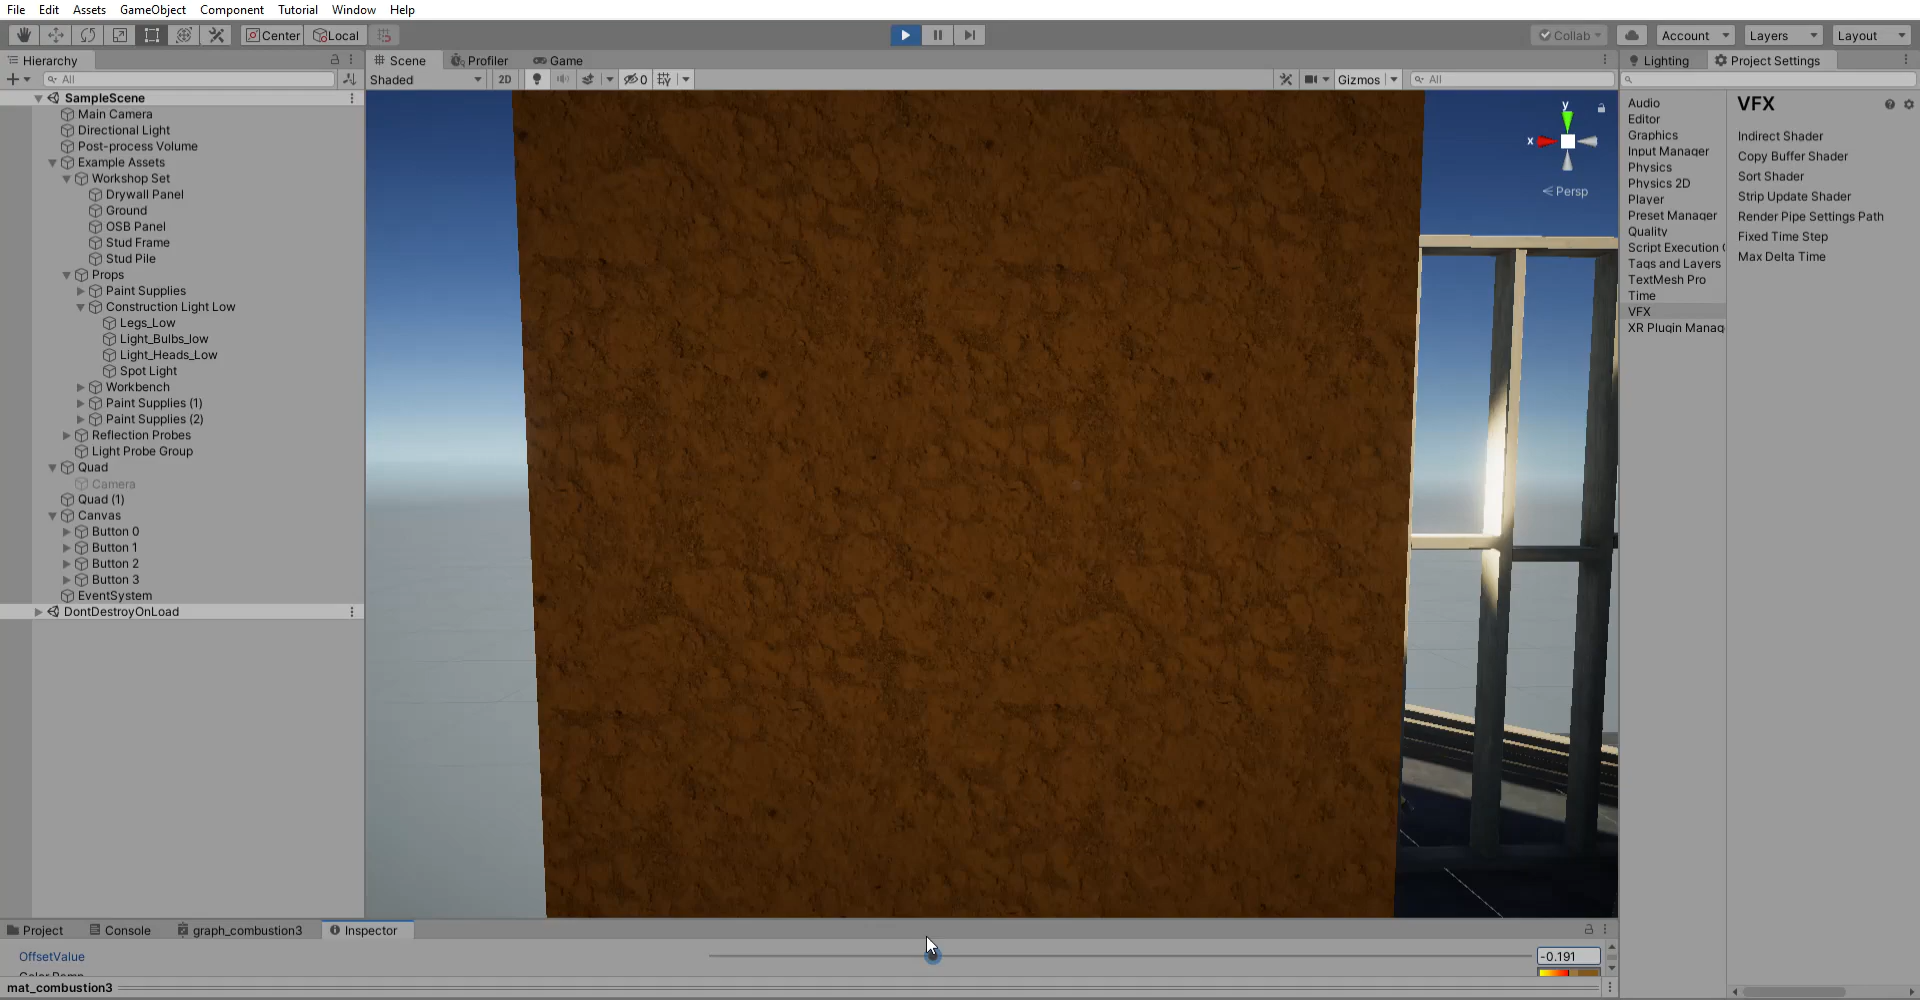 File Edit Assets GameObject Component Tutorial Window Help
Center Local Collab Account Layers Layout
Hierarchy Scene Profiler Game Lighting Project Settings
All Shaded 2D 0 Gizmos All
SampleScene
Main Camera
Directional Light
Post-process Volume
Example Assets
Workshop Set
Drywall Panel
Ground
OSB Panel
Stud Frame
Stud Pile
Props
Paint Supplies
Construction Light Low
Legs_Low
Light_Bulbs_low
Light_Heads_Low
Spot Light
Workbench
Paint Supplies (1)
Paint Supplies (2)
Reflection Probes
Light Probe Group
Quad
Camera
Quad (1)
Canvas
Button 0
Button 1
Button 2
Button 3
EventSystem
DontDestroyOnLoad
y
x
Persp
Audio
Editor
Graphics
Input Manager
Physics
Physics 2D
Player
Preset Manager
Quality
Script Execution
Tags and Layers
TextMesh Pro
Time
VFX
XR Plugin Manag
VFX
Indirect Shader
Copy Buffer Shader
Sort Shader
Strip Update Shader
Render Pipe Settings Path
Fixed Time Step
Max Delta Time
Project Console graph_combustion3 Inspector
OffsetValue -0.191
mat_combustion3